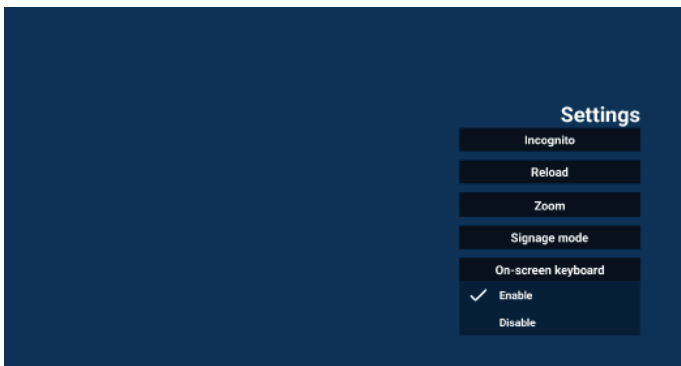 Settings
Incognito
Reload
Zoom
Signage mode
On-screen keyboard
Enable
Disable